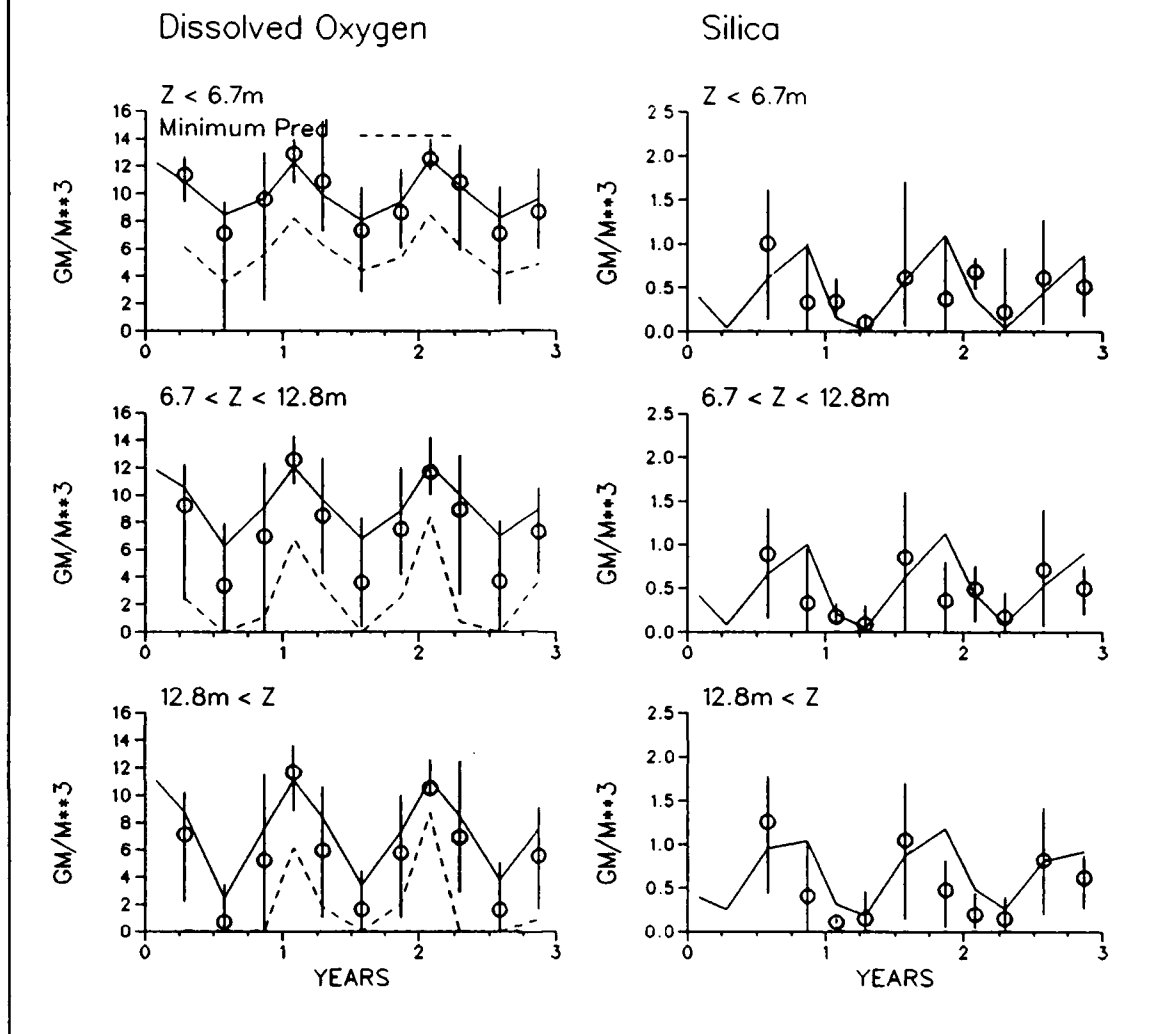 Dissolved Oxygen
Silica
Z < 6.7m
Minimum Pred
GM/M**3
16
14
12
10
8
6
4
2
0
0 1 2 3
Z < 6.7m
GM/M**3
2 5
2.0
1.5
1.0
0.5
0.0
0 1 2 3
6.7 < Z < 12.8m
GM/M**3
16
14
12
10
8
6
4
2
0
0 1 2 3
6.7 < Z < 12.8m
GM/M**3
2.5
2.0
1.5
1.0
0.5
0.0
0 1 2 3
12.8m < Z
GM/M**3
16
14
12
10
8
6
4
2
0
0 1 2 3
YEARS
12.8m < Z
GM/M**3
2.5
2.0
1.5
1.0
0.5
0.0
0 1 2 3
YEARS